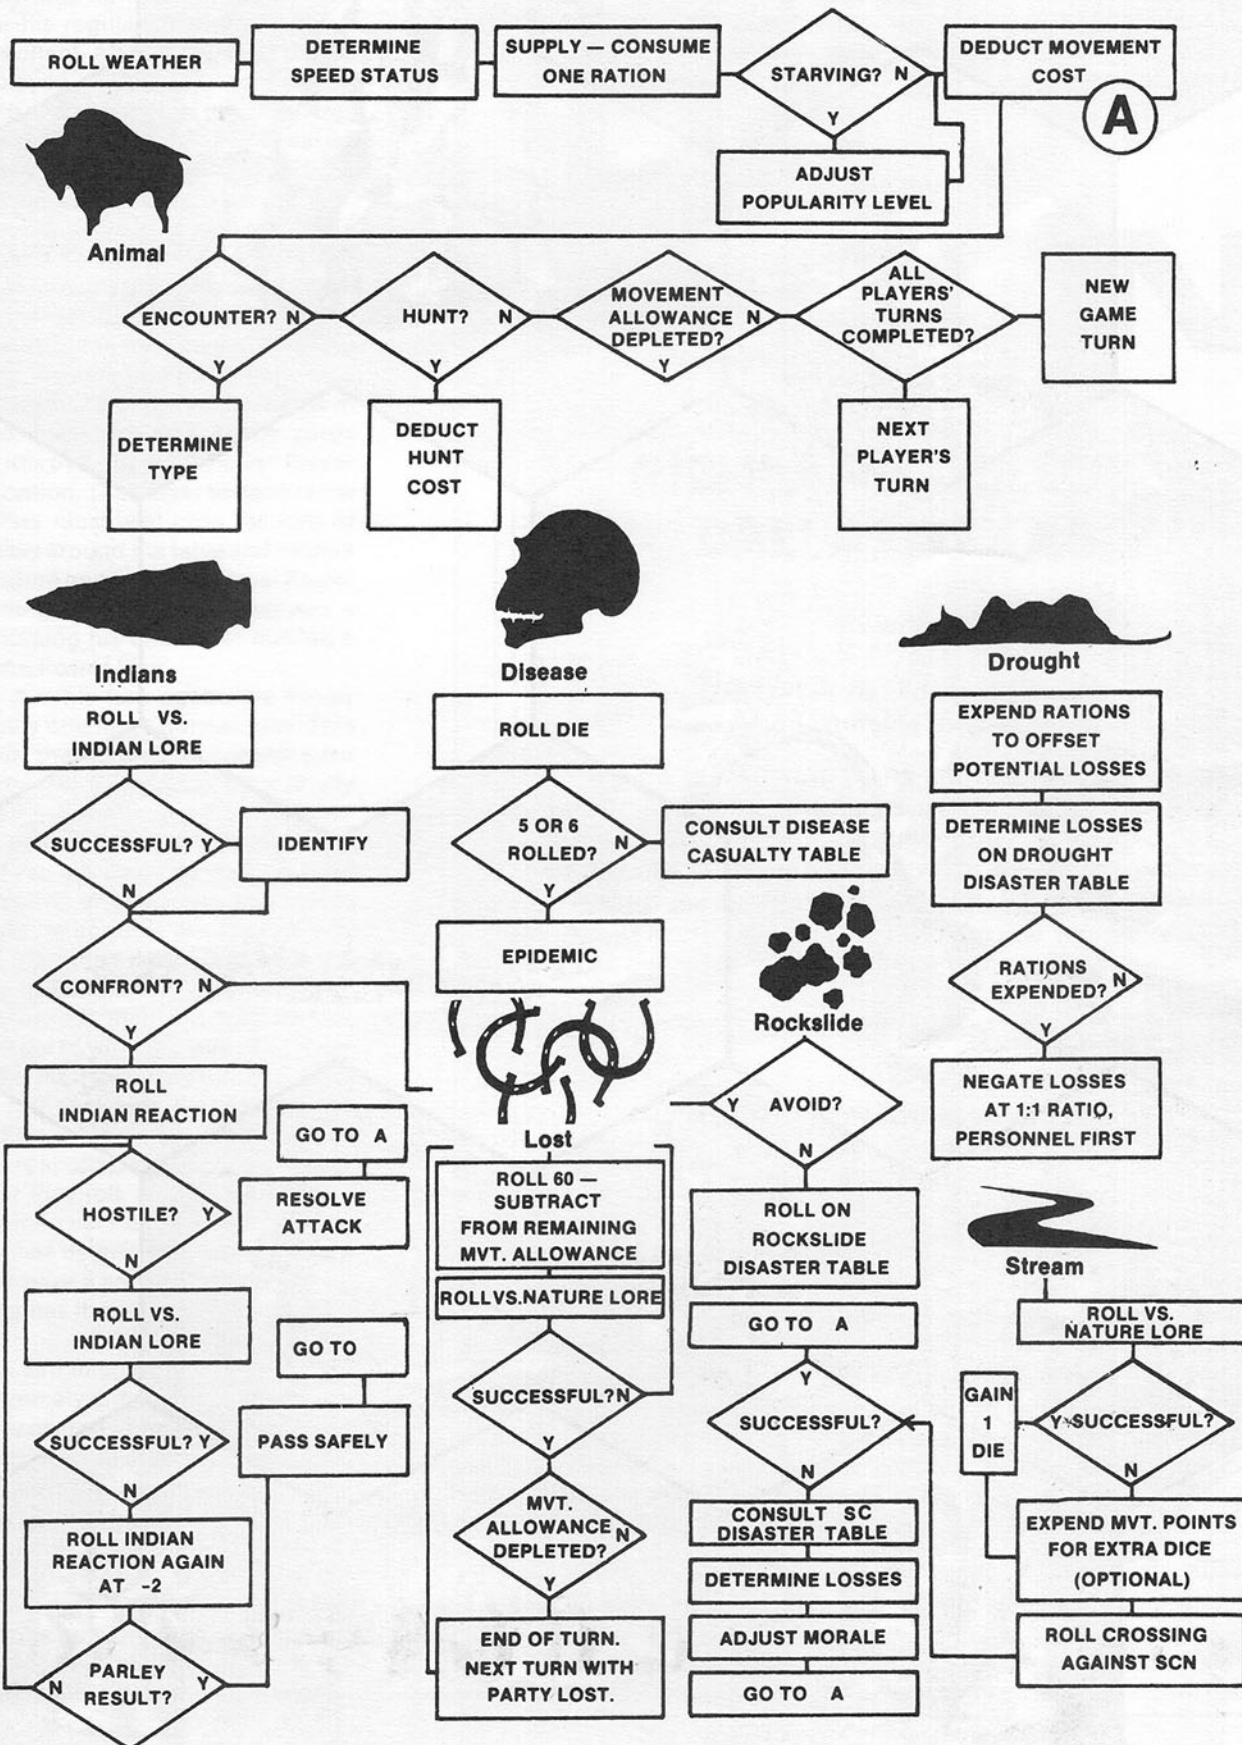 ROLL WEATHER
DETERMINE
SPEED STATUS
SUPPLY — CONSUME
ONE RATION
STARVING? N
Y
DEDUCT MOVEMENT
COST
A
ADJUST
POPULARITY LEVEL
Animal
ENCOUNTER? N
Y
HUNT? N
Y
MOVEMENT
ALLOWANCE N
DEPLETED?
Y
ALL
PLAYERS'
TURNS
COMPLETED?
NEW
GAME
TURN
DETERMINE
TYPE
DEDUCT
HUNT
COST
NEXT
PLAYER'S
TURN
Indians
ROLL VS.
INDIAN LORE
SUCCESSFUL? Y
N
IDENTIFY
CONFRONT? N
Y
ROLL
INDIAN REACTION
GO TO A
RESOLVE
ATTACK
HOSTILE? Y
N
ROLL VS.
INDIAN LORE
GO TO
PASS SAFELY
SUCCESSFUL? Y
N
ROLL INDIAN
REACTION AGAIN
AT -2
PARLEY
N Y
RESULT?
Disease
ROLL DIE
5 OR 6
ROLLED? N
Y
CONSULT DISEASE
CASUALTY TABLE
EPIDEMIC
Lost
ROLL 60 —
SUBTRACT
FROM REMAINING
MVT. ALLOWANCE
ROLL VS. NATURE LORE
SUCCESSFUL? N
Y
MVT.
ALLOWANCE N
DEPLETED?
Y
END OF TURN.
NEXT TURN WITH
PARTY LOST.
Rockslide
Y AVOID?
N
ROLL ON
ROCKSLIDE
DISASTER TABLE
GO TO A
Y
SUCCESSFUL?
N
CONSULT SC
DISASTER TABLE
DETERMINE LOSSES
ADJUST MORALE
GO TO A
Drought
EXPEND RATIONS
TO OFFSET
POTENTIAL LOSSES
DETERMINE LOSSES
ON DROUGHT
DISASTER TABLE
RATIONS N
EXPENDED?
Y
NEGATE LOSSES
AT 1:1 RATIO,
PERSONNEL FIRST
Stream
ROLL VS.
NATURE LORE
GAIN
1
DIE
Y SUCCESSFUL?
N
EXPEND MVT. POINTS
FOR EXTRA DICE
(OPTIONAL)
ROLL CROSSING
AGAINST SCN